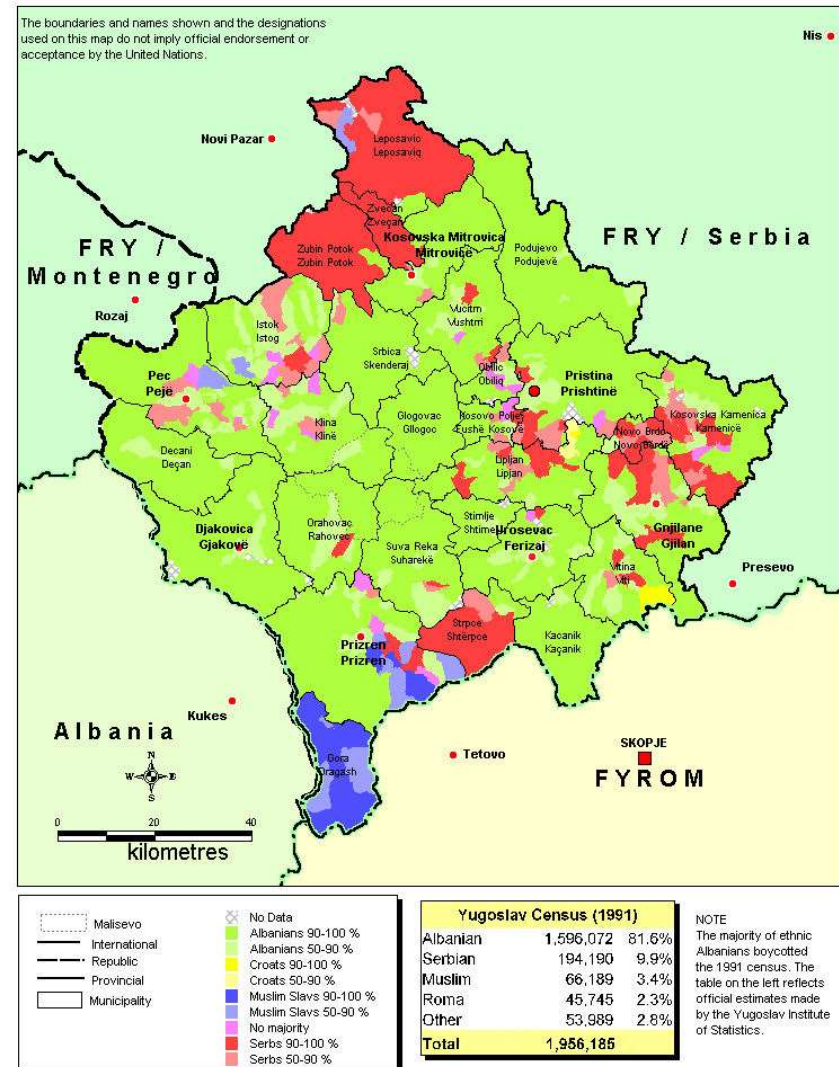 The boundaries and names shown and the designations
used on this map do not imply official endorsement or
acceptance by the United Nations.
Nis
Novi Pazar
Leposavic
Leposaviq
Zvecan
Zveçan
Kosovska Mitrovica
Mitrovicë
Zubin Potok
Zubin Potok
Podujevo
Podujevë
FRY / Serbia
FRY /
Montenegro
Rozaj
Istok
Istog
Vucitrn
Vushtrri
Srbica
Skenderaj
Obilic
Obiliq
Pristina
Prishtinë
Pec
Pejë
Klina
Klinë
Glogovac
Gllogoc
Kosovo Polje
Fushë Kosovë
Novo Brdo
Novo Bërdë
Kosovska Kamenica
Kamenicë
Decani
Deçan
Lipljan
Lipjan
Djakovica
Gjakovë
Orahovac
Rahovec
Stimlje
Shtime
Urosevac
Ferizaj
Gnjilane
Gjilan
Suva Reka
Suharekë
Vitina
Viti
Presevo
Strpce
Shtërpce
Kacanik
Kaçanik
Prizren
Prizren
Kukes
Albania
Gora
Dragash
Tetovo
SKOPJE
FYROM
N
W E
S
0 20 40
kilometres
Malisevo
International
Republic
Provincial
Municipality
No Data
Albanians 90-100 %
Albanians 50-90 %
Croats 90-100 %
Croats 50-90 %
Muslim Slavs 90-100 %
Muslim Slavs 50-90 %
No majority
Serbs 90-100 %
Serbs 50-90 %
Yugoslav Census (1991)
Albanian 1,596,072 81.6%
Serbian 194,190 9.9%
Muslim 66,189 3.4%
Roma 45,745 2.3%
Other 53,989 2.8%
Total 1,956,185
NOTE
The majority of ethnic
Albanians boycotted
the 1991 census. The
table on the left reflects
official estimates made
by the Yugoslav Institute
of Statistics.